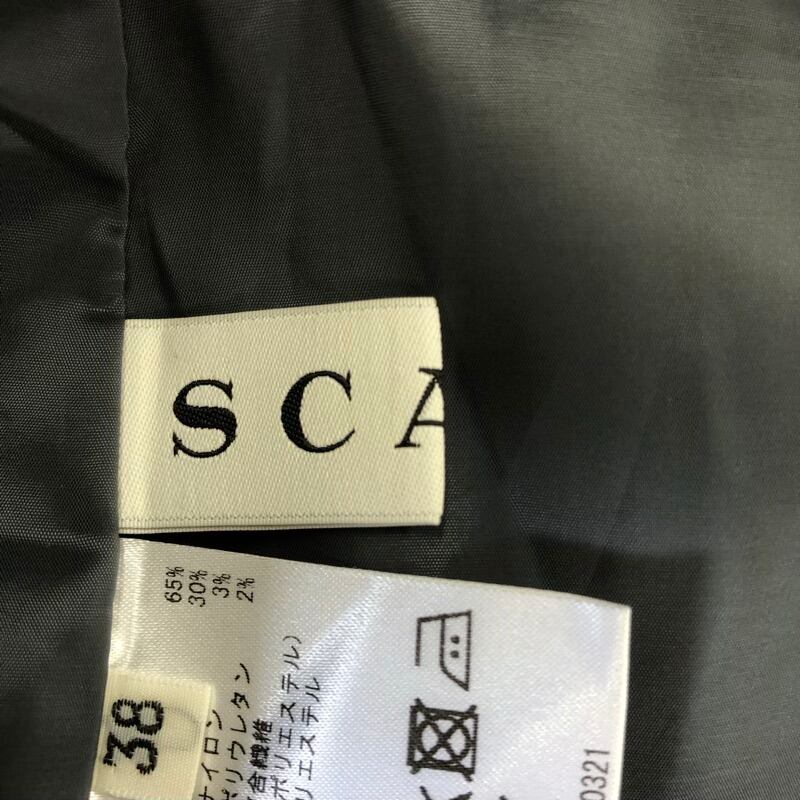 SCA
38
65%
30%
3%
2%
ナイロン
ポリウレタン
複合繊維
ポリエステル)
リエステル
0321